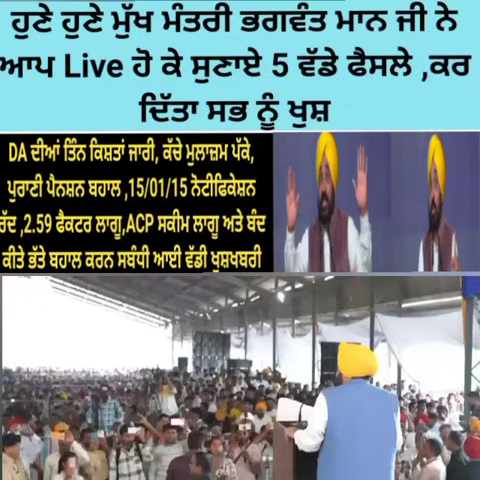 ਹੁਣੇ ਹੁਣੇ ਮੁੱਖ ਮੰਤਰੀ ਭਗਵੰਤ ਮਾਨ ਜੀ ਨੇ
ਆਪ Live ਹੋ ਕੇ ਸੁਣਾਏ 5 ਵੱਡੇ ਫੈਸਲੇ ,ਕਰ
ਦਿੱਤਾ ਸਭ ਨੂੰ ਖੁਸ਼
DA ਦੀਆਂ ਤਿੰਨ ਕਿਸ਼ਤਾਂ ਜਾਰੀ, ਕੱਚੇ ਮੁਲਾਜ਼ਮ ਪੱਕੇ,
ਪੁਰਾਣੀ ਪੈਨਸ਼ਨ ਬਹਾਲ ,15/01/15 ਨੋਟੀਫਿਕੇਸ਼ਨ
ਰੱਦ ,2.59 ਫੈਕਟਰ ਲਾਗੂ,ACP ਸਕੀਮ ਲਾਗੂ ਅਤੇ ਬੰਦ
ਕੀਤੇ ਭੱਤੇ ਬਹਾਲ ਕਰਨ ਸਬੰਧੀ ਆਈ ਵੱਡੀ ਖੁਸ਼ਖਬਰੀ